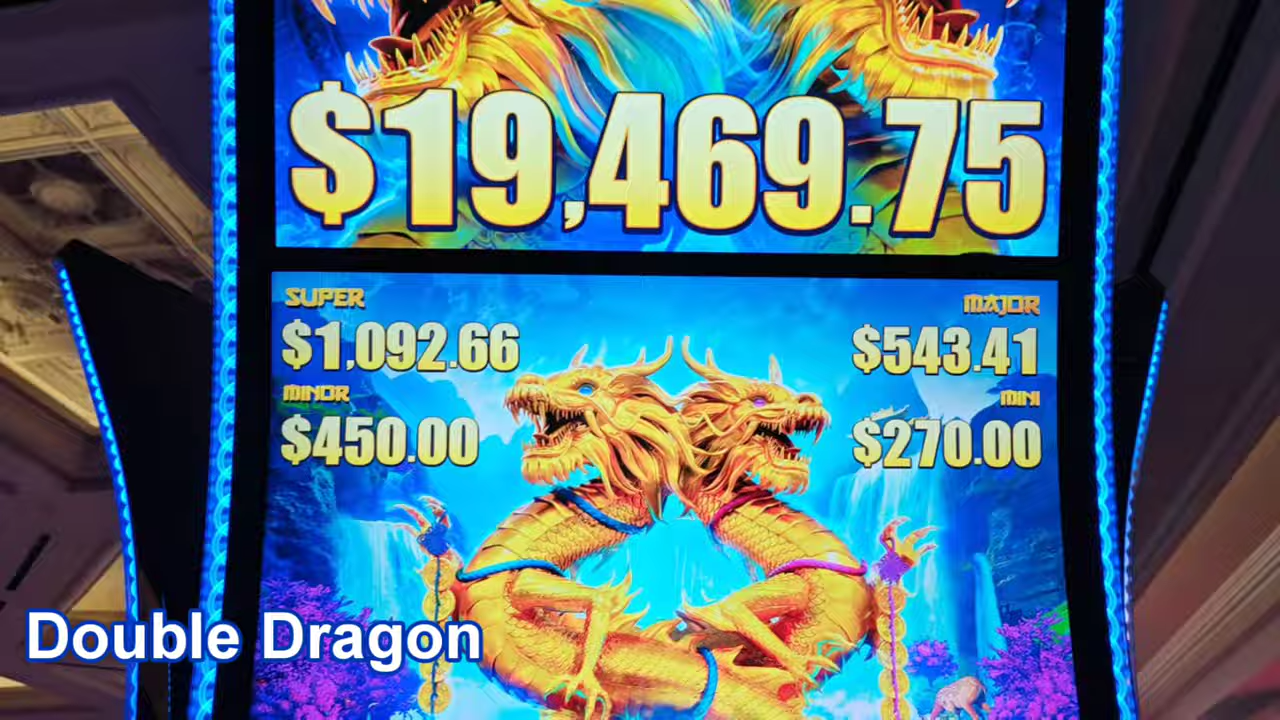 $19,469.75
SUPER
$1,092.66
MAJOR
$543.41
MINOR
$450.00
MINI
$270.00
Double Dragon